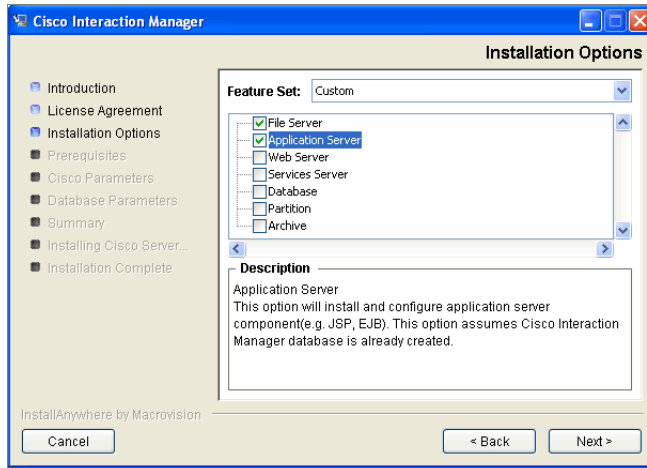 Cisco Interaction Manager
Installation Options
Introduction
License Agreement
Installation Options
Prerequisites
Cisco Parameters
Database Parameters
Summary
Installing Cisco Server...
Installation Complete
Feature Set: Custom
File Server
Application Server
Web Server
Services Server
Database
Partition
Archive
Description
Application Server
This option will install and configure application server
component(e.g. JSP, EJB). This option assumes Cisco Interaction
Manager database is already created.
InstallAnywhere by Macrovision
Cancel
< Back
Next >